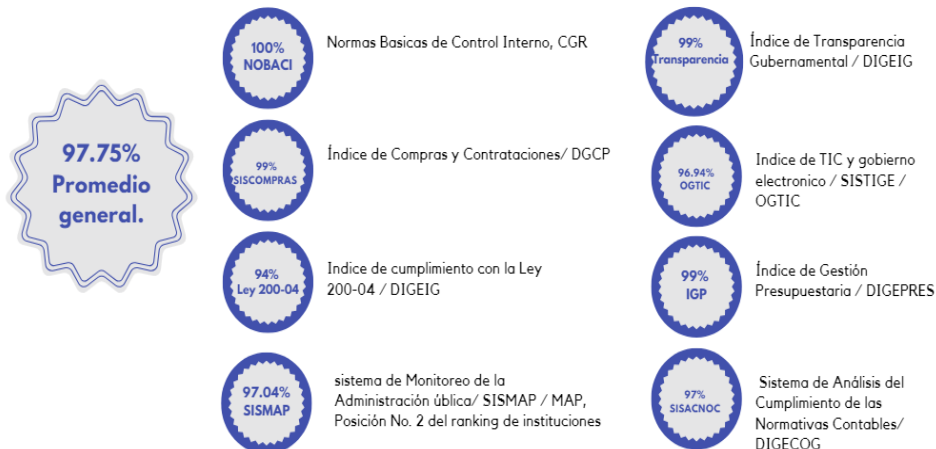 97.75%
Promedio
general.
100%
NOBACI
Normas Basicas de Control Interno, CGR
99%
SISCOMPRAS
Índice de Compras y Contrataciones/ DGCP
94%
Ley 200-04
Indice de cumplimiento con la Ley
200-04 / DIGEIG
97.04%
SISMAP
sistema de Monitoreo de la
Administración ública/ SISMAP / MAP,
Posición No. 2 del ranking de instituciones
99%
Transparencia
Índice de Transparencia
Gubernamental / DIGEIG
96.94%
OGTIC
Indice de TIC y gobierno
electronico / SISTIGE /
OGTIC
99%
IGP
Índice de Gestión
Presupuestaria / DIGEPRES
97%
SISACNOC
Sistema de Análisis del
Cumplimiento de las
Normativas Contables/
DIGECOG